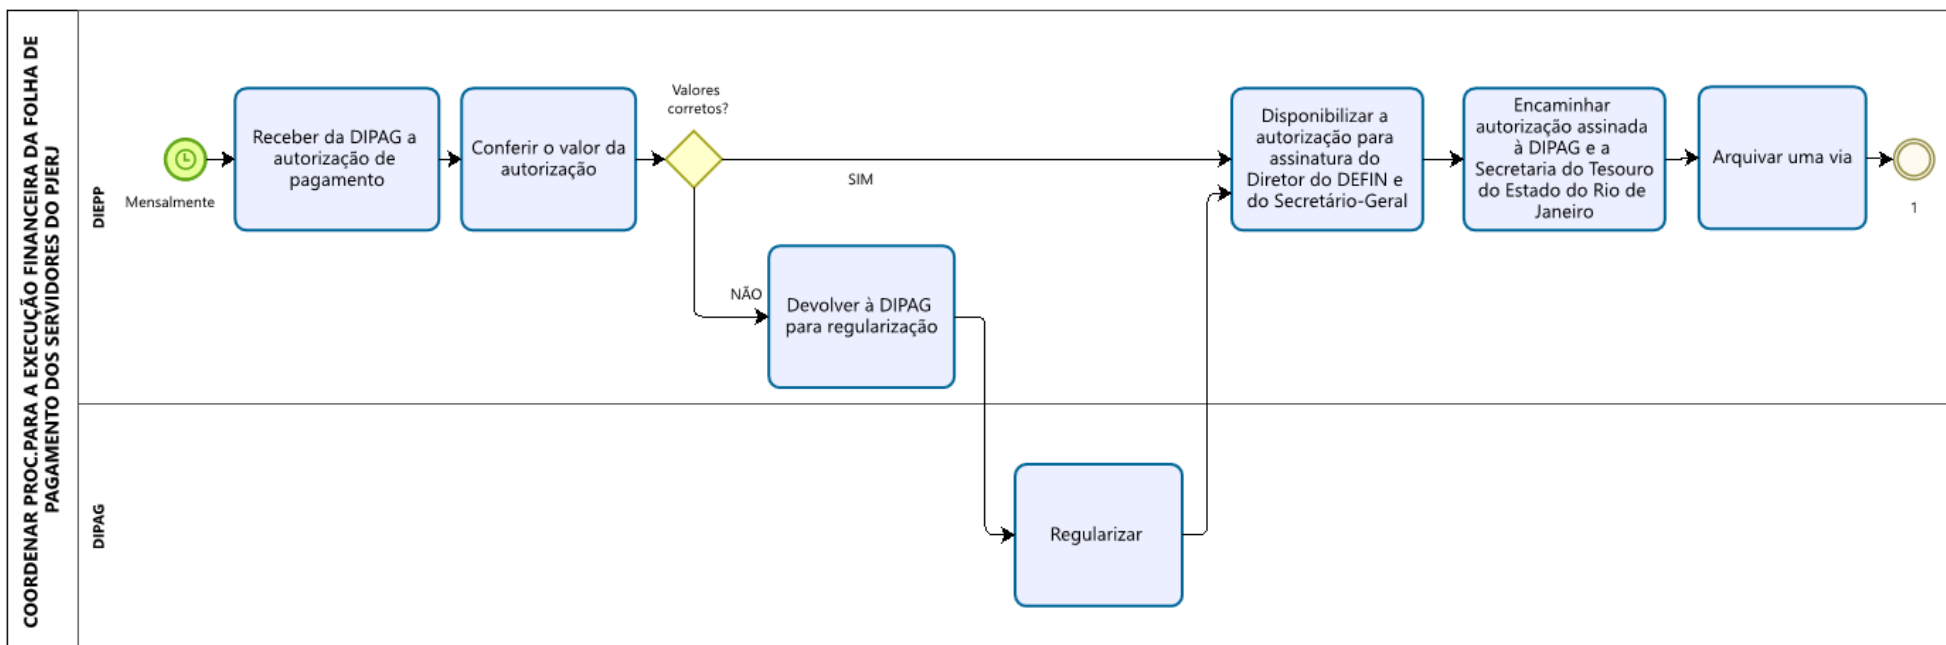 COORDENAR PROC.PARA A EXECUÇÃO FINANCEIRA DA FOLHA DE
PAGAMENTO DOS SERVIDORES DO PJERJ
DIEPP
Mensalmente
Receber da DIPAG a
autorização de
pagamento
Conferir o valor da
autorização
Valores
corretos?
SIM
NÃO
Devolver à DIPAG
para regularização
Disponibilizar a
autorização para
assinatura do
Diretor do DEFIN e
do Secretário-Geral
Encaminhar
autorização assinada
à DIPAG e a
Secretaria do Tesouro
do Estado do Rio de
Janeiro
Arquivar uma via
1
DIPAG
Regularizar